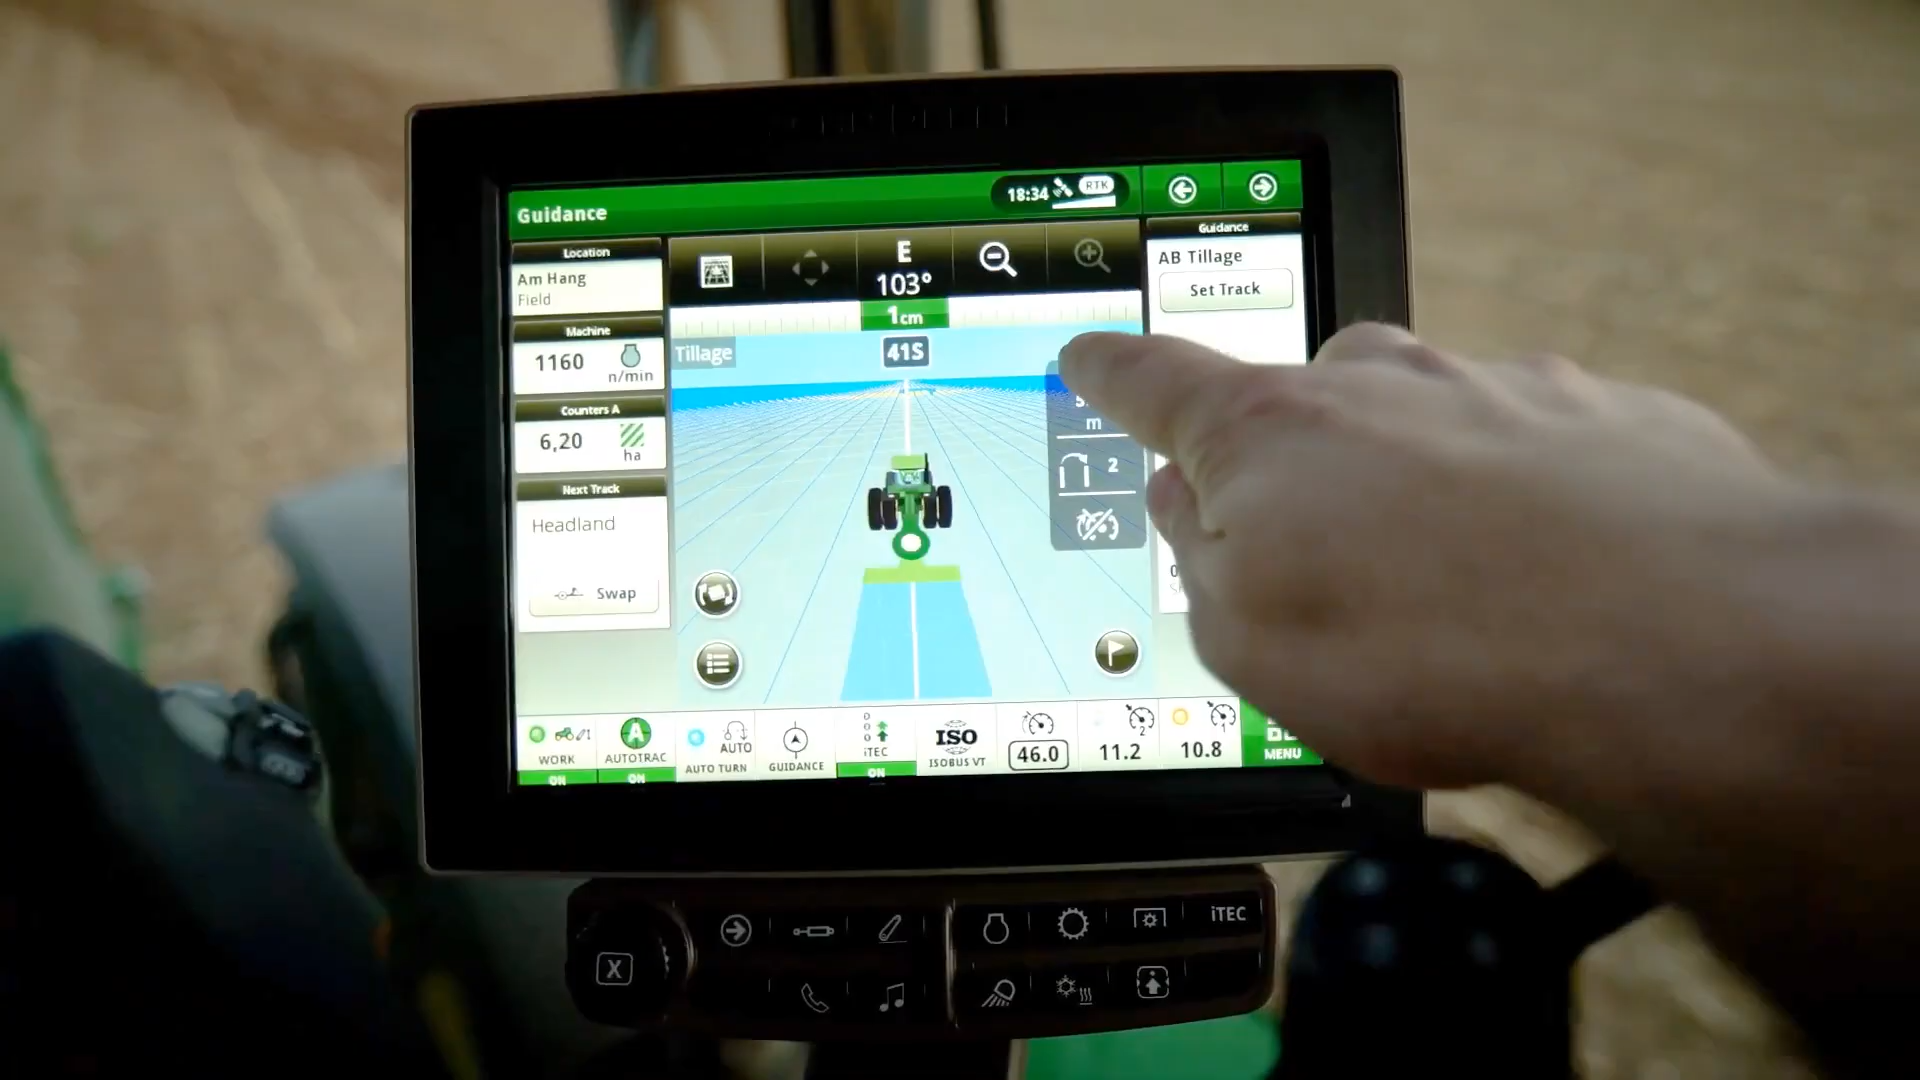 Guidance
18:34 RTK
Location
Am Hang
Field
Machine
1160
n/min
Counters A
6,20
ha
Next Track
Headland
Swap
E
103°
1cm
Tillage
41S
m
2
Guidance
AB Tillage
Set Track
WORK
ON
A
AUTOTRAC
ON
AUTO
AUTO TURN
GUIDANCE
iTEC
ON
ISO
ISOBUS VT
46.0
2
11.2
1
10.8
MENU
X
iTEC